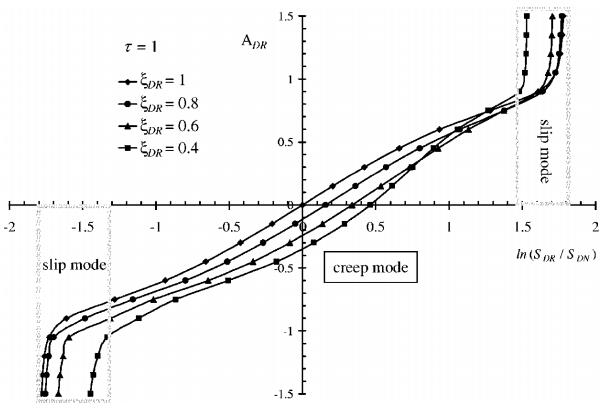 1.5
τ = 1
A_DR
ξ_DR = 1
1
ξ_DR = 0.8
ξ_DR = 0.6
ξ_DR = 0.4
0.5
slip mode
0
-2 -1.5 -1 -0.5 0 0.5 1 1.5 2
ln (S_DR / S_DN)
slip mode
creep mode
-0.5
-1
-1.5